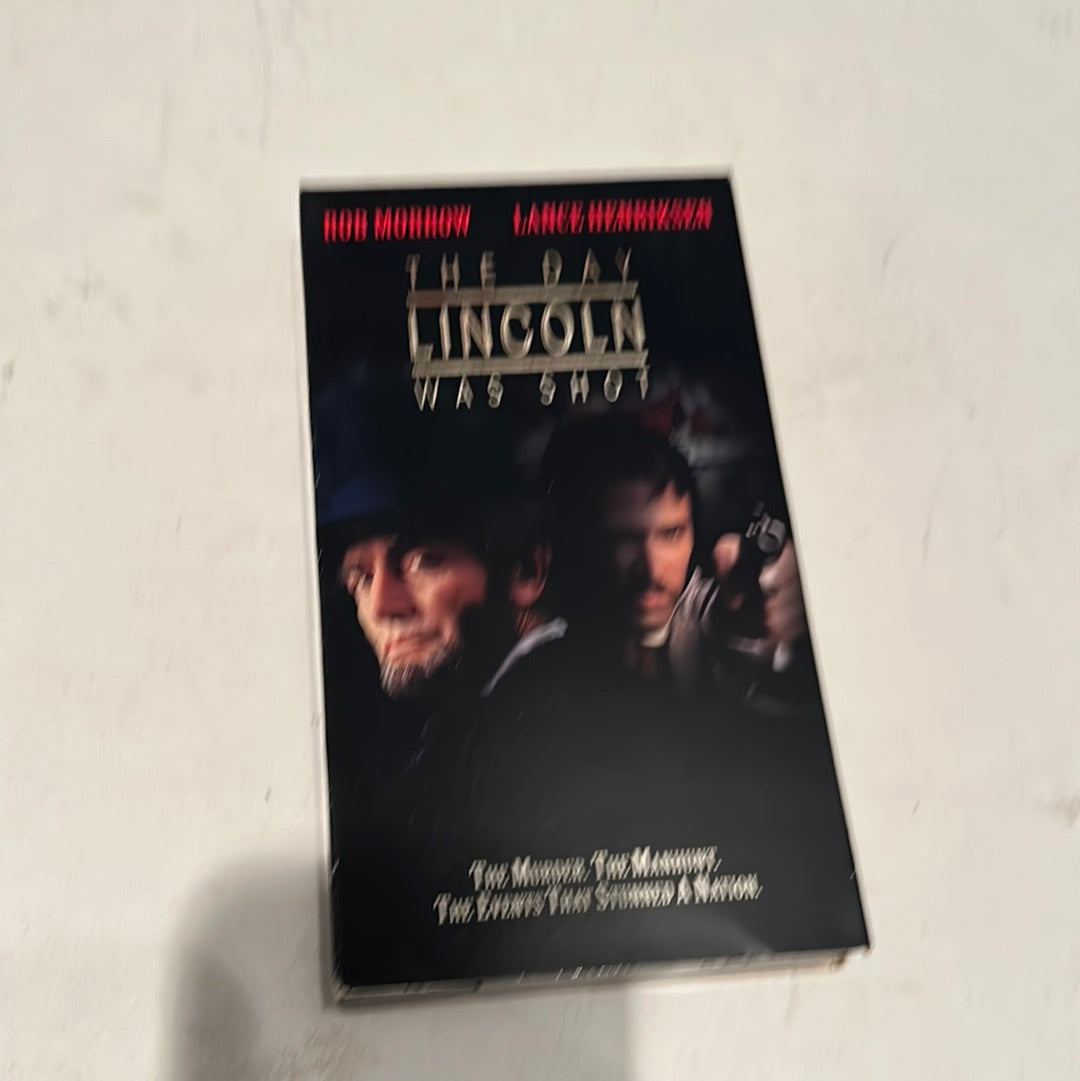 ROB MORROW LANCE HENRIKSEN
THE DAY
LINCOLN
WAS SHOT
THE MURDER. THE MANHUNT.
THE EVENTS THAT STUNNED A NATION.